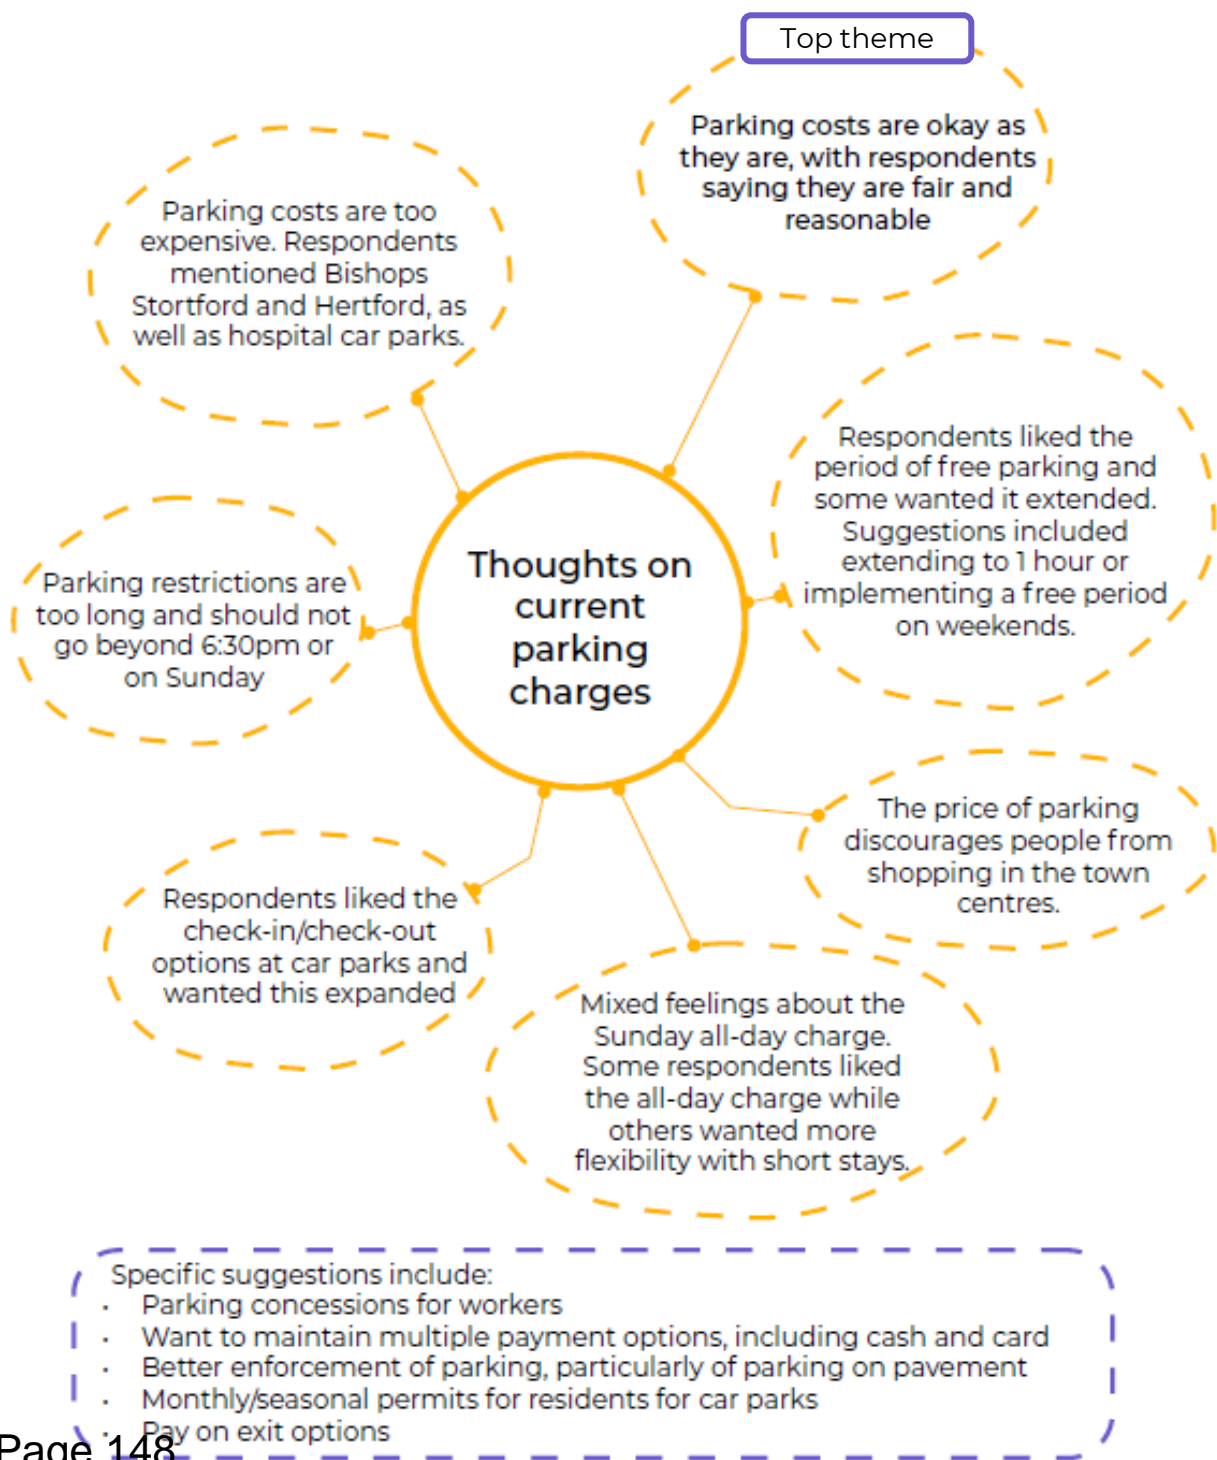 Top theme
Parking costs are okay as
they are, with respondents
saying they are fair and
reasonable
Parking costs are too
expensive. Respondents
mentioned Bishops
Stortford and Hertford, as
well as hospital car parks.
Respondents liked the
period of free parking and
some wanted it extended.
Suggestions included
extending to 1 hour or
implementing a free period
on weekends.
Thoughts on
current
parking
charges
Parking restrictions are
too long and should not
go beyond 6:30pm or
on Sunday
The price of parking
discourages people from
shopping in the town
centres.
Respondents liked the
check-in/check-out
options at car parks and
wanted this expanded
Mixed feelings about the
Sunday all-day charge.
Some respondents liked
the all-day charge while
others wanted more
flexibility with short stays.
Specific suggestions include:
· Parking concessions for workers
· Want to maintain multiple payment options, including cash and card
· Better enforcement of parking, particularly of parking on pavement
· Monthly/seasonal permits for residents for car parks
· Pay on exit options
Page 148